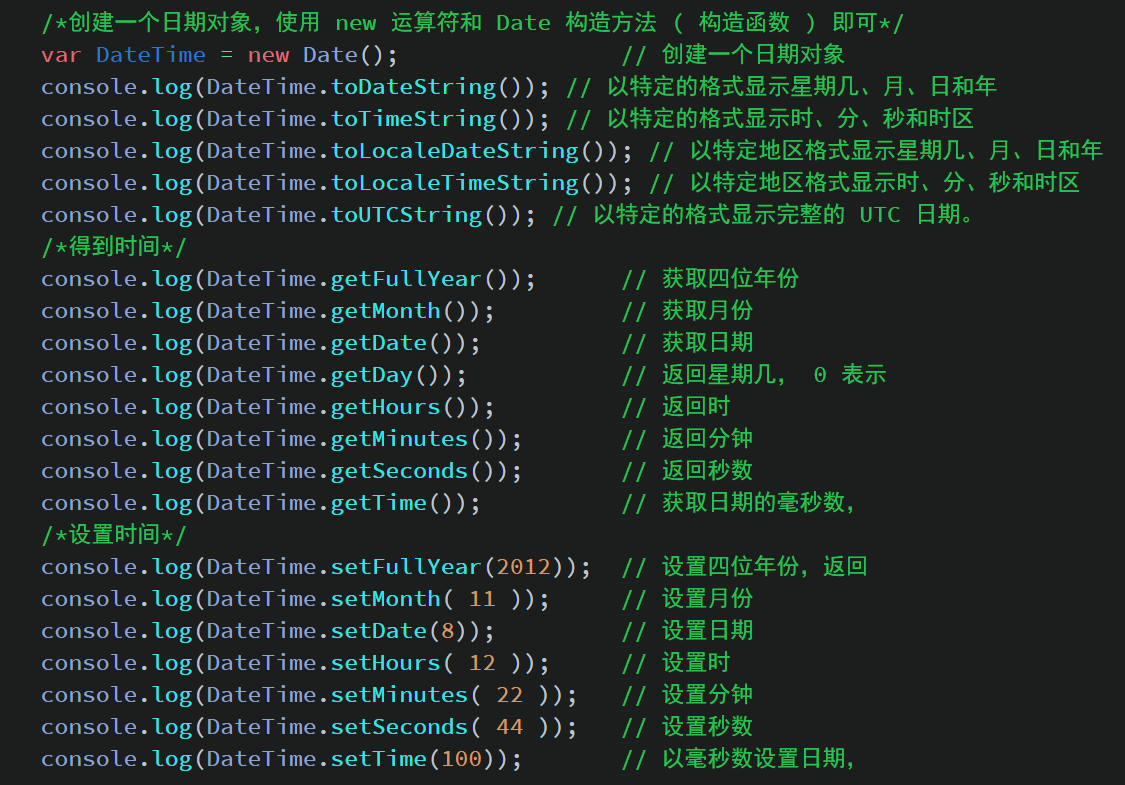 /*创建一个日期对象，使用 new 运算符和 Date 构造方法 ( 构造函数 ) 即可*/
var DateTime = new Date(); // 创建一个日期对象
console.log(DateTime.toDateString()); // 以特定的格式显示星期几、月、日和年
console.log(DateTime.toTimeString()); // 以特定的格式显示时、分、秒和时区
console.log(DateTime.toLocaleDateString()); // 以特定地区格式显示星期几、月、日和年
console.log(DateTime.toLocaleTimeString()); // 以特定地区格式显示时、分、秒和时区
console.log(DateTime.toUTCString()); // 以特定的格式显示完整的 UTC 日期。
/*得到时间*/
console.log(DateTime.getFullYear()); // 获取四位年份
console.log(DateTime.getMonth()); // 获取月份
console.log(DateTime.getDate()); // 获取日期
console.log(DateTime.getDay()); // 返回星期几， 0 表示
console.log(DateTime.getHours()); // 返回时
console.log(DateTime.getMinutes()); // 返回分钟
console.log(DateTime.getSeconds()); // 返回秒数
console.log(DateTime.getTime()); // 获取日期的毫秒数，
/*设置时间*/
console.log(DateTime.setFullYear(2012)); // 设置四位年份，返回
console.log(DateTime.setMonth( 11 )); // 设置月份
console.log(DateTime.setDate(8)); // 设置日期
console.log(DateTime.setHours( 12 )); // 设置时
console.log(DateTime.setMinutes( 22 )); // 设置分钟
console.log(DateTime.setSeconds( 44 )); // 设置秒数
console.log(DateTime.setTime(100)); // 以毫秒数设置日期，